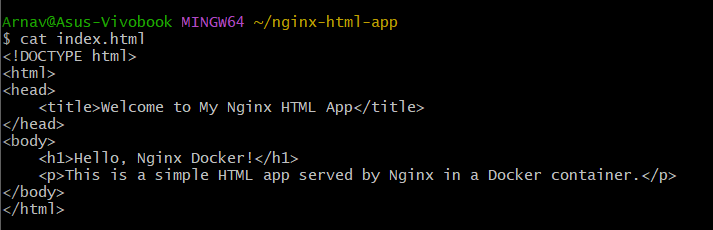 Arnav@Asus-Vivobook MINGW64 ~/nginx-html-app
$ cat index.html
<!DOCTYPE html>
<html>
<head>
    <title>Welcome to My Nginx HTML App</title>
</head>
<body>
    <h1>Hello, Nginx Docker!</h1>
    <p>This is a simple HTML app served by Nginx in a Docker container.</p>
</body>
</html>